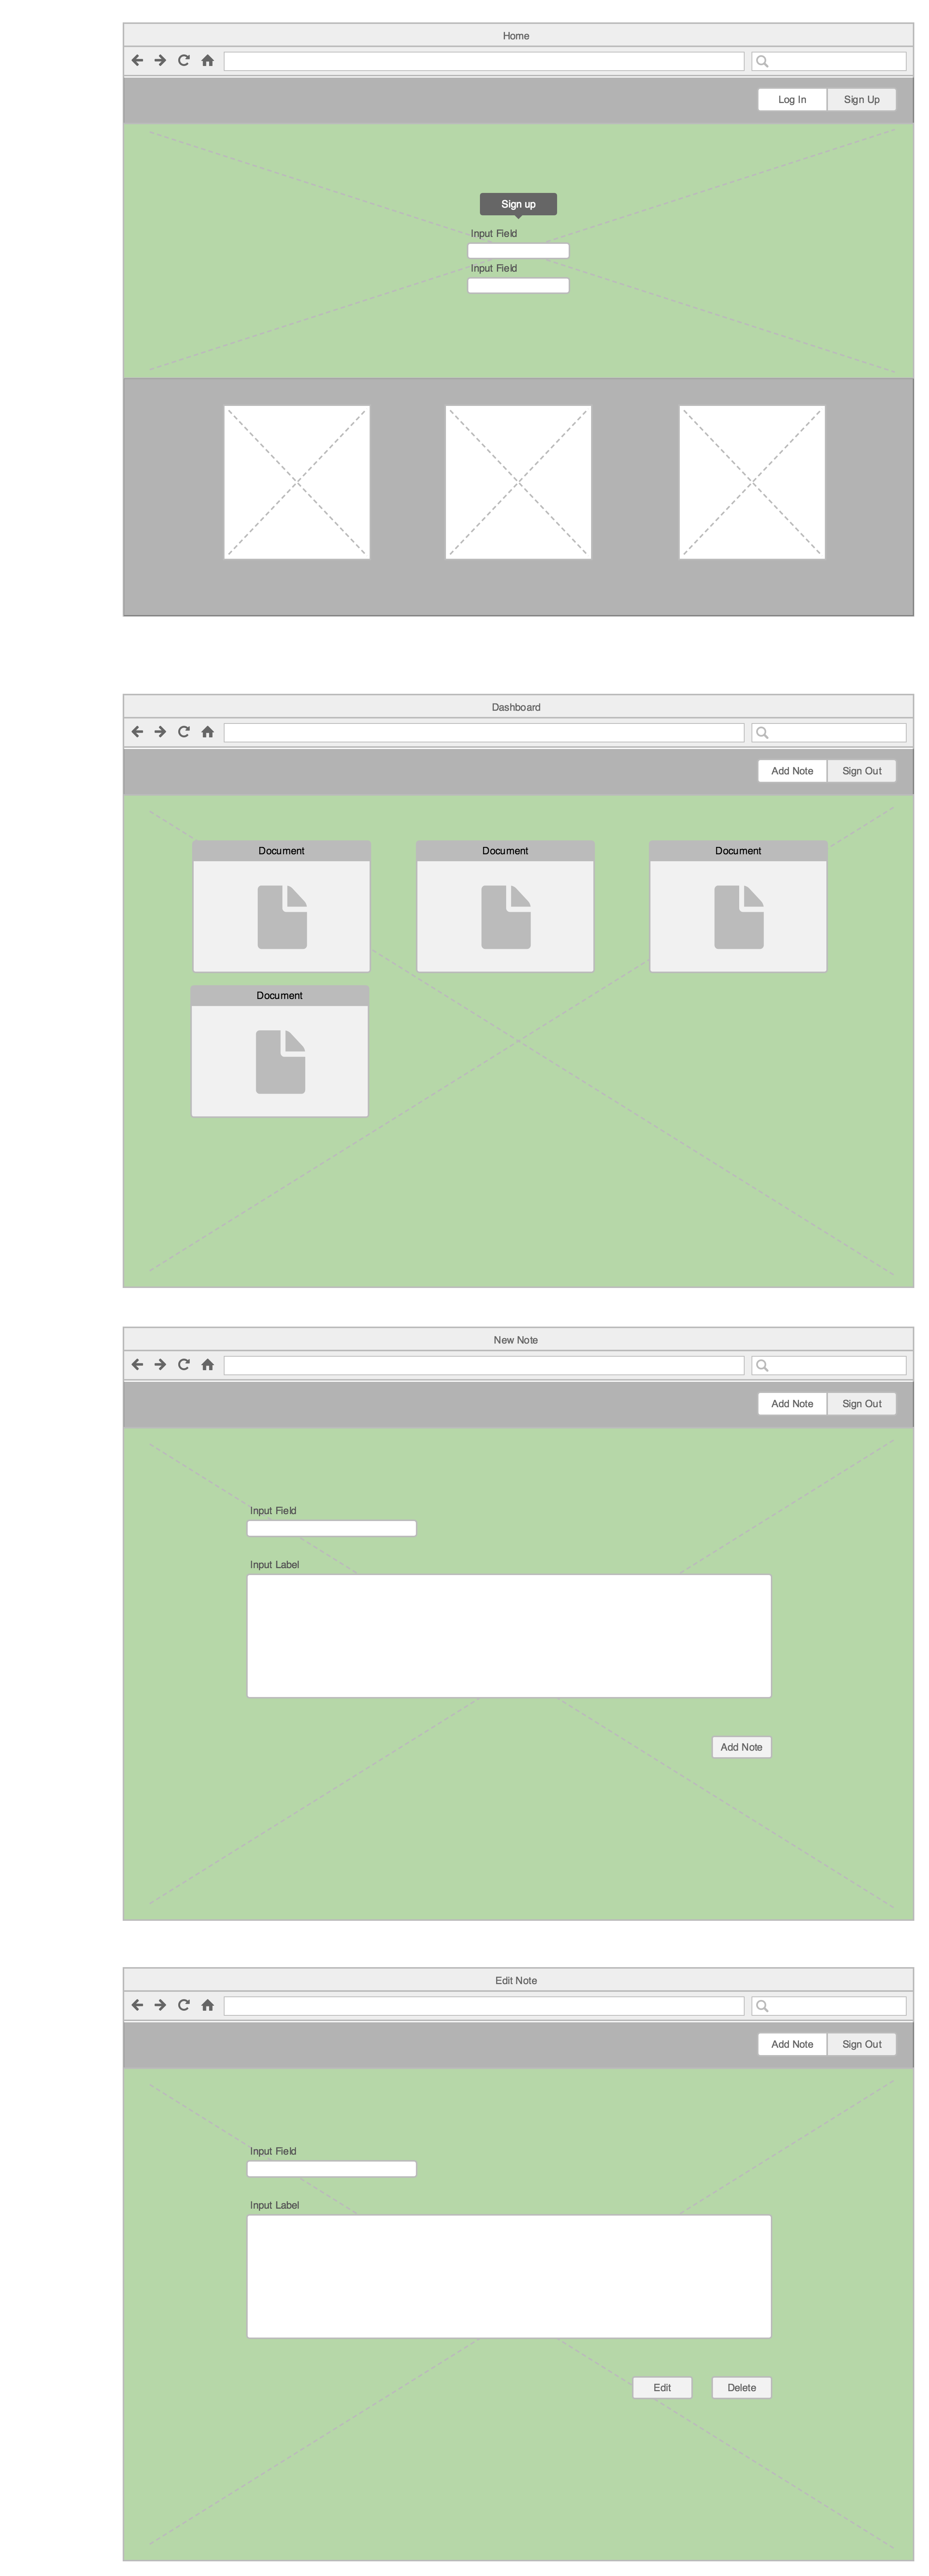 Home
Log In Sign Up
Sign up
Input Field
Input Field
Dashboard
Add Note Sign Out
Document Document Document
Document
New Note
Add Note Sign Out
Input Field
Input Label
Add Note
Edit Note
Add Note Sign Out
Input Field
Input Label
Edit Delete